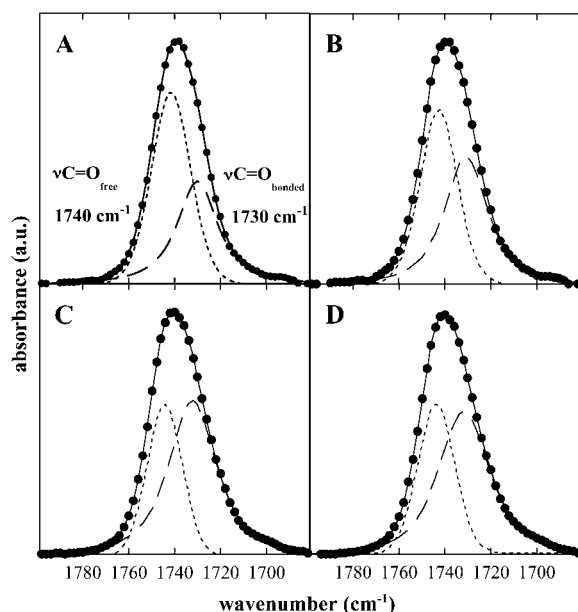 A
B
νC=O free
νC=O bonded
1740 cm-1
1730 cm-1
C
D
absorbance (a.u.)
1780 1760 1740 1720 1700
1780 1760 1740 1720 1700
wavenumber (cm-1)